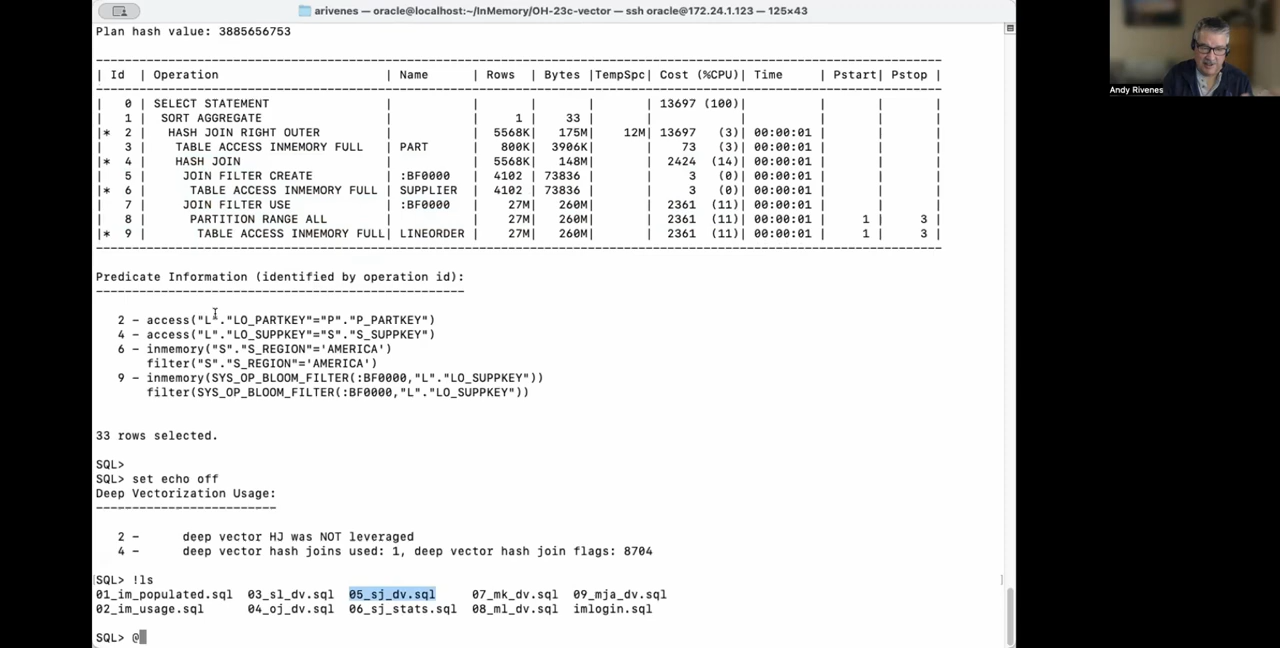 arivenes — oracle@localhost:~/InMemory/OH-23c-vector — ssh oracle@172.24.1.123 — 125×43
Plan hash value: 3885656753
--------------------------------------------------------------------------------
| Id | Operation | Name | Rows | Bytes |TempSpc| Cost (%CPU)| Time | Pstart| Pstop |
--------------------------------------------------------------------------------
| 0 | SELECT STATEMENT | | | | | 13697 (100)| | | |
| 1 | SORT AGGREGATE | | 1 | 33 | | | | | |
|* 2 | HASH JOIN RIGHT OUTER | | 5568K| 175M| 12M| 13697 (3)| 00:00:01 | | |
| 3 | TABLE ACCESS INMEMORY FULL | PART | 800K| 3906K| | 73 (3)| 00:00:01 | | |
|* 4 | HASH JOIN | | 5568K| 148M| | 2424 (14)| 00:00:01 | | |
| 5 | JOIN FILTER CREATE | :BF0000 | 4102 | 73836 | | 3 (0)| 00:00:01 | | |
|* 6 | TABLE ACCESS INMEMORY FULL | SUPPLIER | 4102 | 73836 | | 3 (0)| 00:00:01 | | |
| 7 | JOIN FILTER USE | :BF0000 | 27M| 260M| | 2361 (11)| 00:00:01 | | |
| 8 | PARTITION RANGE ALL | | 27M| 260M| | 2361 (11)| 00:00:01 | 1 | 3 |
|* 9 | TABLE ACCESS INMEMORY FULL| LINEORDER | 27M| 260M| | 2361 (11)| 00:00:01 | 1 | 3 |
--------------------------------------------------------------------------------
Predicate Information (identified by operation id):
---------------------------------------------------
2 - access("L"."LO_PARTKEY"="P"."P_PARTKEY")
4 - access("L"."LO_SUPPKEY"="S"."S_SUPPKEY")
6 - inmemory("S"."S_REGION"='AMERICA')
filter("S"."S_REGION"='AMERICA')
9 - inmemory(SYS_OP_BLOOM_FILTER(:BF0000,"L"."LO_SUPPKEY"))
filter(SYS_OP_BLOOM_FILTER(:BF0000,"L"."LO_SUPPKEY"))
33 rows selected.
SQL>
SQL> set echo off
Deep Vectorization Usage:
-------------------------
2 - deep vector HJ was NOT leveraged
4 - deep vector hash joins used: 1, deep vector hash join flags: 8704
SQL> !ls
01_im_populated.sql 03_sl_dv.sql 05_sj_dv.sql 07_mk_dv.sql 09_mja_dv.sql
02_im_usage.sql 04_oj_dv.sql 06_sj_stats.sql 08_ml_dv.sql imlogin.sql
SQL> @
Andy Rivenes